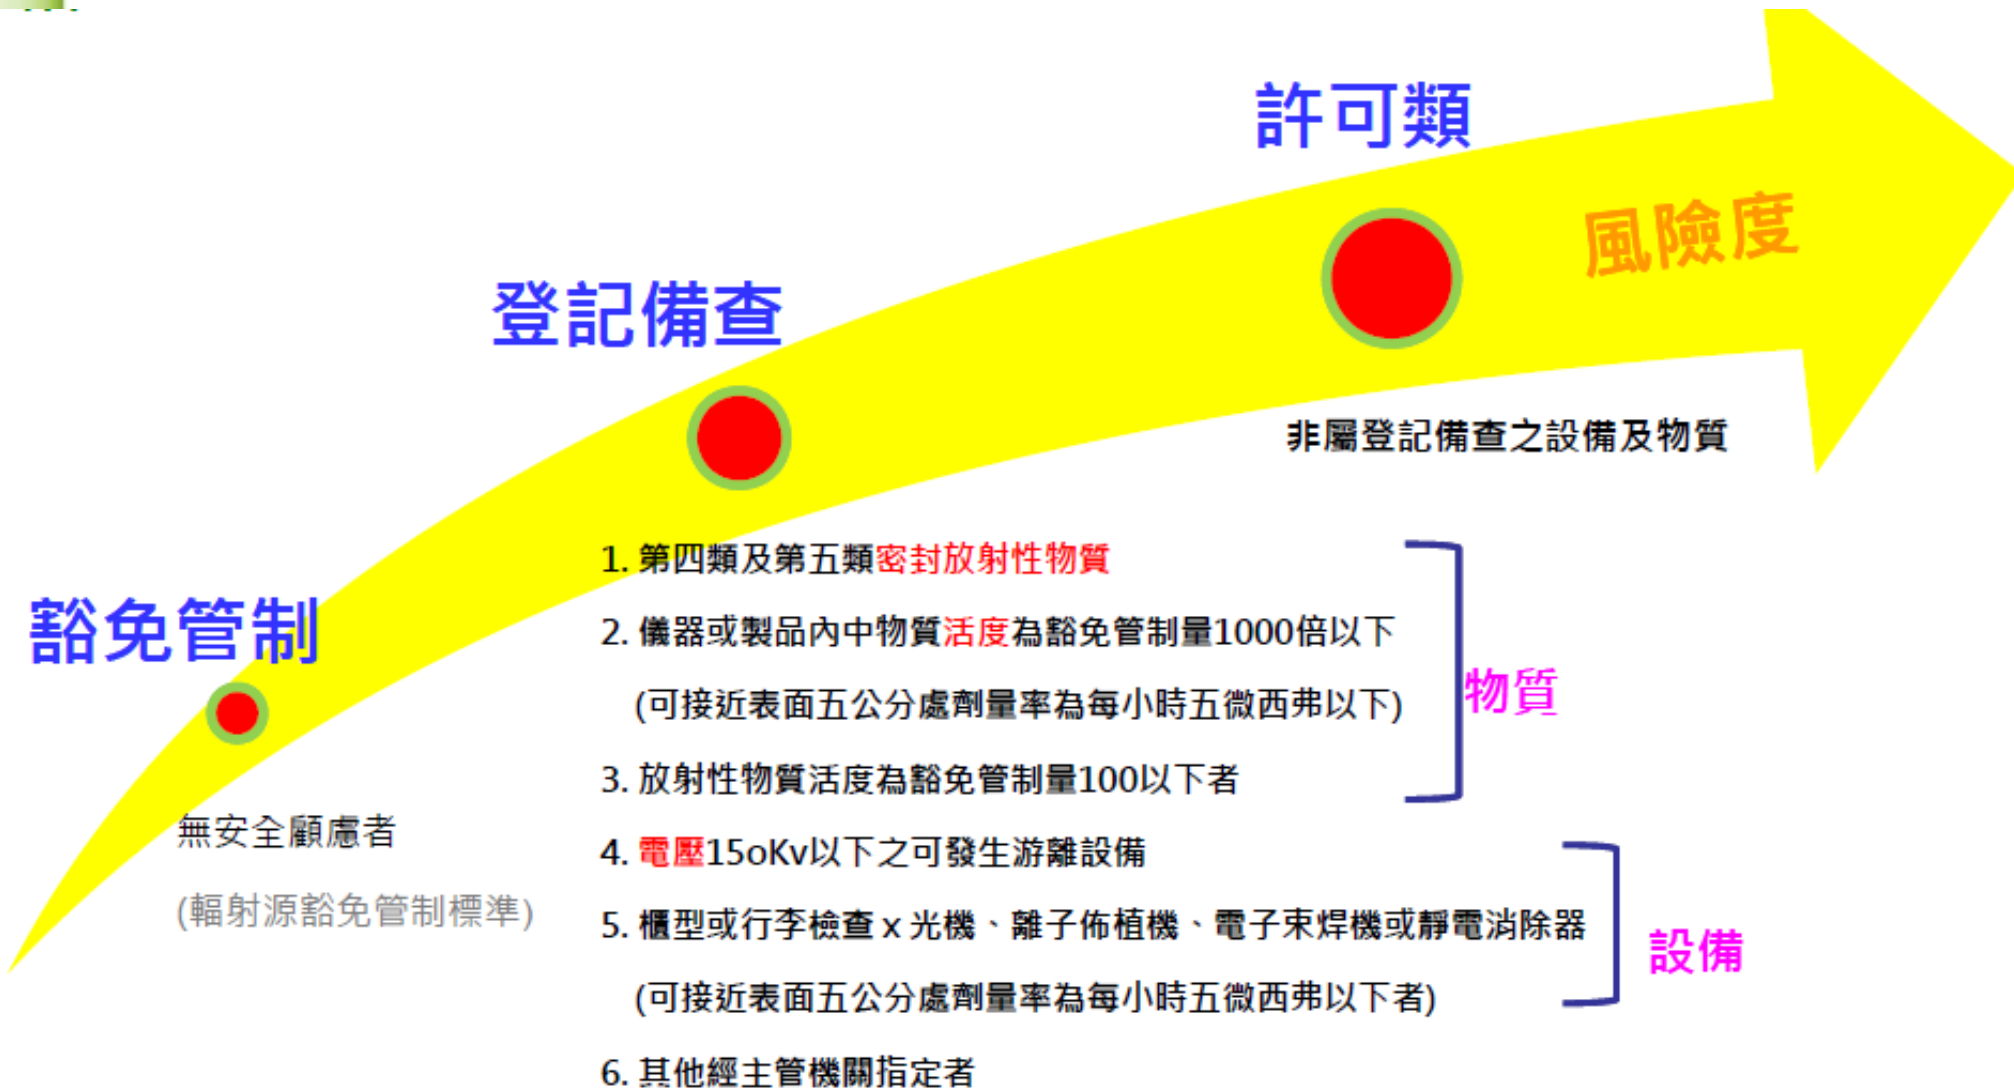 許可類
風險度
登記備查
非屬登記備查之設備及物質
豁免管制
1. 第四類及第五類密封放射性物質
2. 儀器或製品內中物質活度為豁免管制量1000倍以下
(可接近表面五公分處劑量率為每小時五微西弗以下)
3. 放射性物質活度為豁免管制量100以下者
物質
無安全顧慮者
(輻射源豁免管制標準)
4. 電壓15oKv以下之可發生游離設備
5. 櫃型或行李檢查x光機、離子佈植機、電子束焊機或靜電消除器
(可接近表面五公分處劑量率為每小時五微西弗以下者)
設備
6. 其他經主管機關指定者